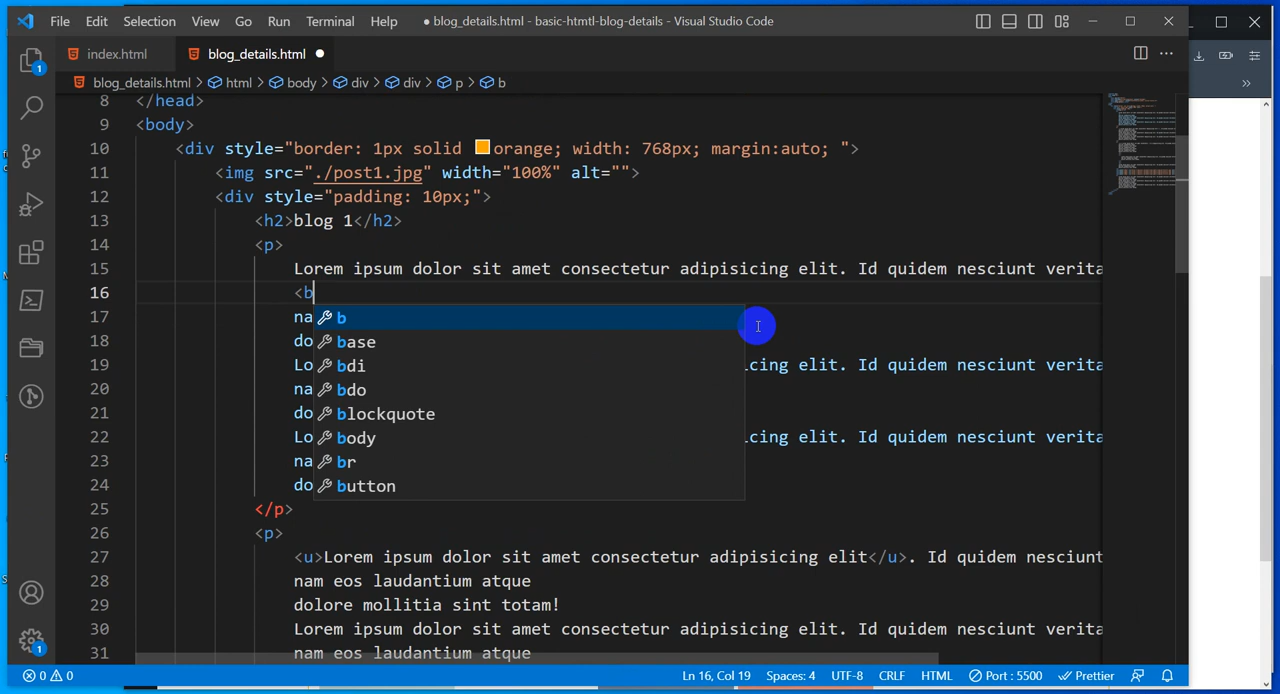 File Edit Selection View Go Run Terminal Help ● blog_details.html - basic-htmtl-blog-details - Visual Studio Code
index.html blog_details.html ●
blog_details.html > html > body > div > div > p > b
8 </head>
9 <body>
10 <div style="border: 1px solid orange; width: 768px; margin:auto; ">
11 <img src="./post1.jpg" width="100%" alt="">
12 <div style="padding: 10px;">
13 <h2>blog 1</h2>
14 <p>
15 Lorem ipsum dolor sit amet consectetur adipisicing elit. Id quidem nesciunt verita
16 <b
17 na b
18 do base
19 Lo bdi icing elit. Id quidem nesciunt verita
20 na bdo
21 do blockquote
22 Lo body icing elit. Id quidem nesciunt verita
23 na br
24 do button
25 </p>
26 <p>
27 <u>Lorem ipsum dolor sit amet consectetur adipisicing elit</u>. Id quidem nesciunt
28 nam eos laudantium atque
29 dolore mollitia sint totam!
30 Lorem ipsum dolor sit amet consectetur adipisicing elit. Id quidem nesciunt verita
31 nam eos laudantium atque
1
1
0 0 Ln 16, Col 19 Spaces: 4 UTF-8 CRLF HTML Port : 5500 Prettier